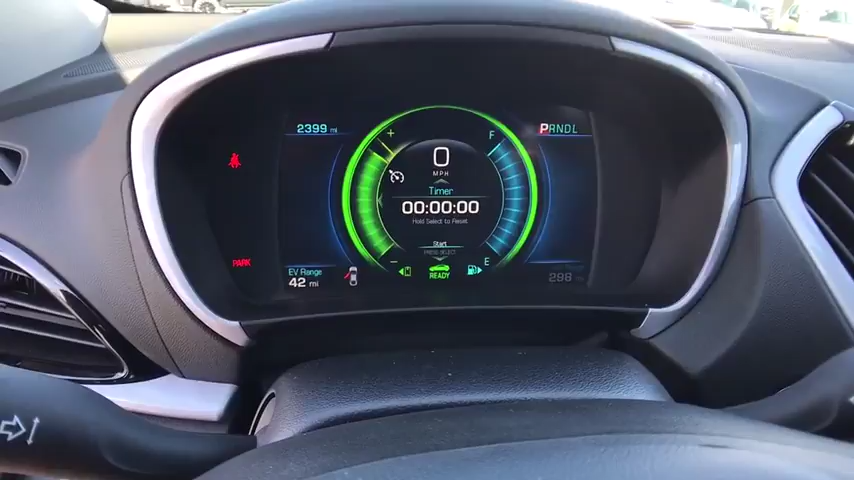 2399 mi
+
F
PRNDL
0
MPH
Timer
00:00:00
Hold Select to Reset
Start
PRESS SELECT
PARK
EV Range
42 mi
−
E
READY
298 mi